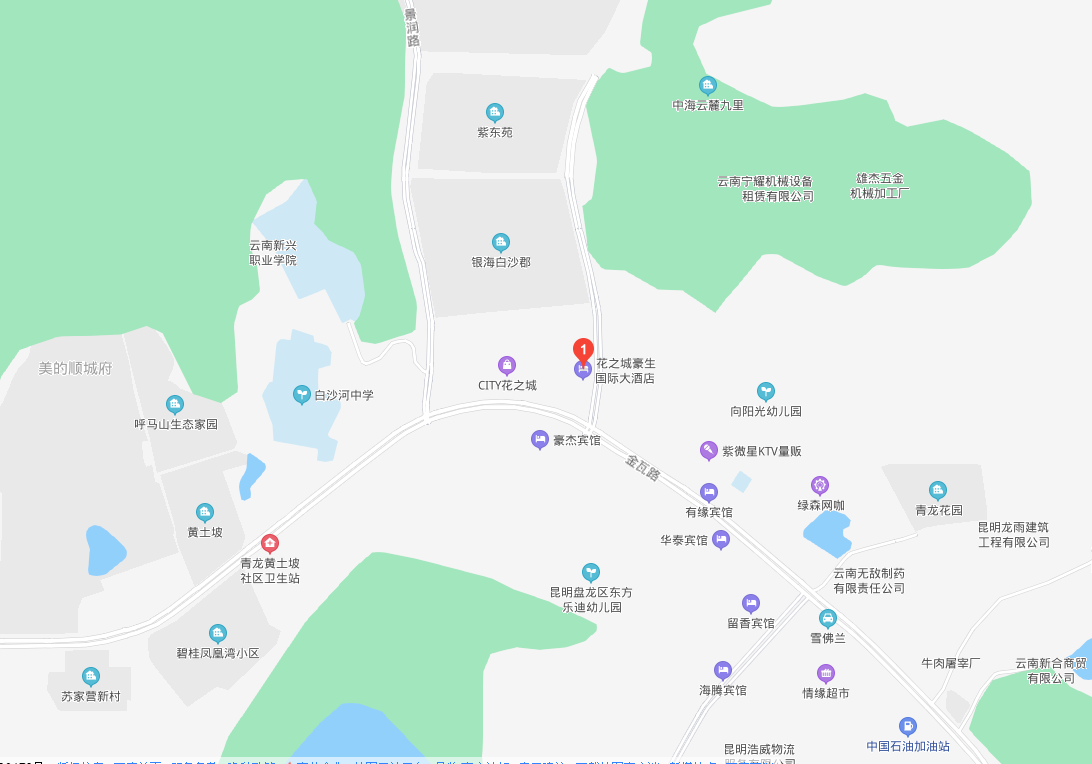 景润路
中海云麓九里
紫东苑
云南宁耀机械设备
租赁有限公司
雄杰五金
机械加工厂
云南新兴
职业学院
银海白沙郡
1
花之城豪生
国际大酒店
美的顺城府
CITY花之城
白沙河中学
向阳光幼儿园
呼马山生态家园
豪杰宾馆
紫微星KTV量贩
金瓦路
绿森网咖
有缘宾馆
青龙花园
黄土坡
昆明龙雨建筑
工程有限公司
华泰宾馆
青龙黄土坡
社区卫生站
云南无敌制药
有限责任公司
昆明盘龙区东方
乐迪幼儿园
留香宾馆
雪佛兰
碧桂凤凰湾小区
牛肉屠宰厂
云南新合商贸
有限公司
苏家营新村
海腾宾馆
情缘超市
中国石油加油站
昆明浩威物流